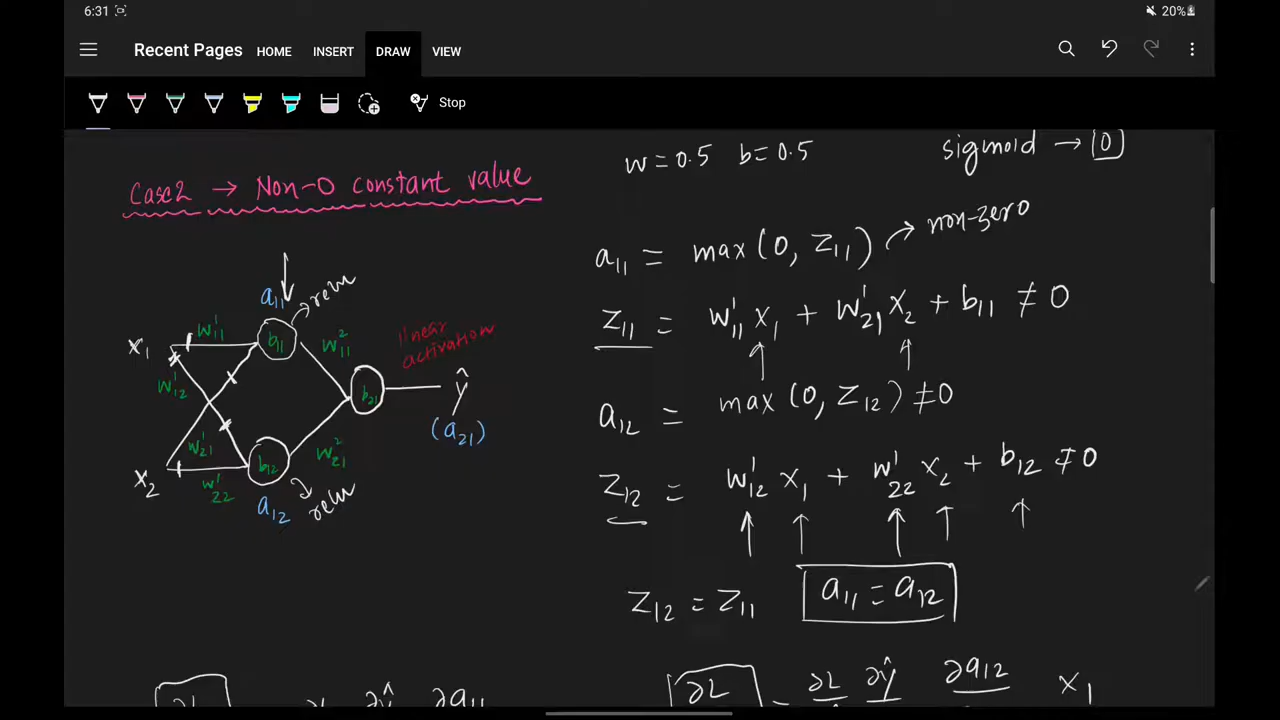 6:31
20%
Recent Pages HOME INSERT DRAW VIEW
Stop
w = 0.5 b = 0.5
sigmoid → 0
Case2 → Non-0 constant value
a11 = max(0, z11) → non-zero
z11 = w¹11 x1 + w¹21 x2 + b11 ≠ 0
a12 = max(0, z12) ≠ 0
z12 = w¹12 x1 + w¹22 x2 + b12 ≠ 0
z12 = z11 a11 = a12
a11 → relu
x1 w¹11 b11 w²11 linear
activation
w¹12 b21 ŷ
(a21)
w¹21 b12 w²21
x2 w¹22
a12 relu
∂L ∂ŷ ∂a11
∂L = ∂L ∂ŷ ∂a12 x1